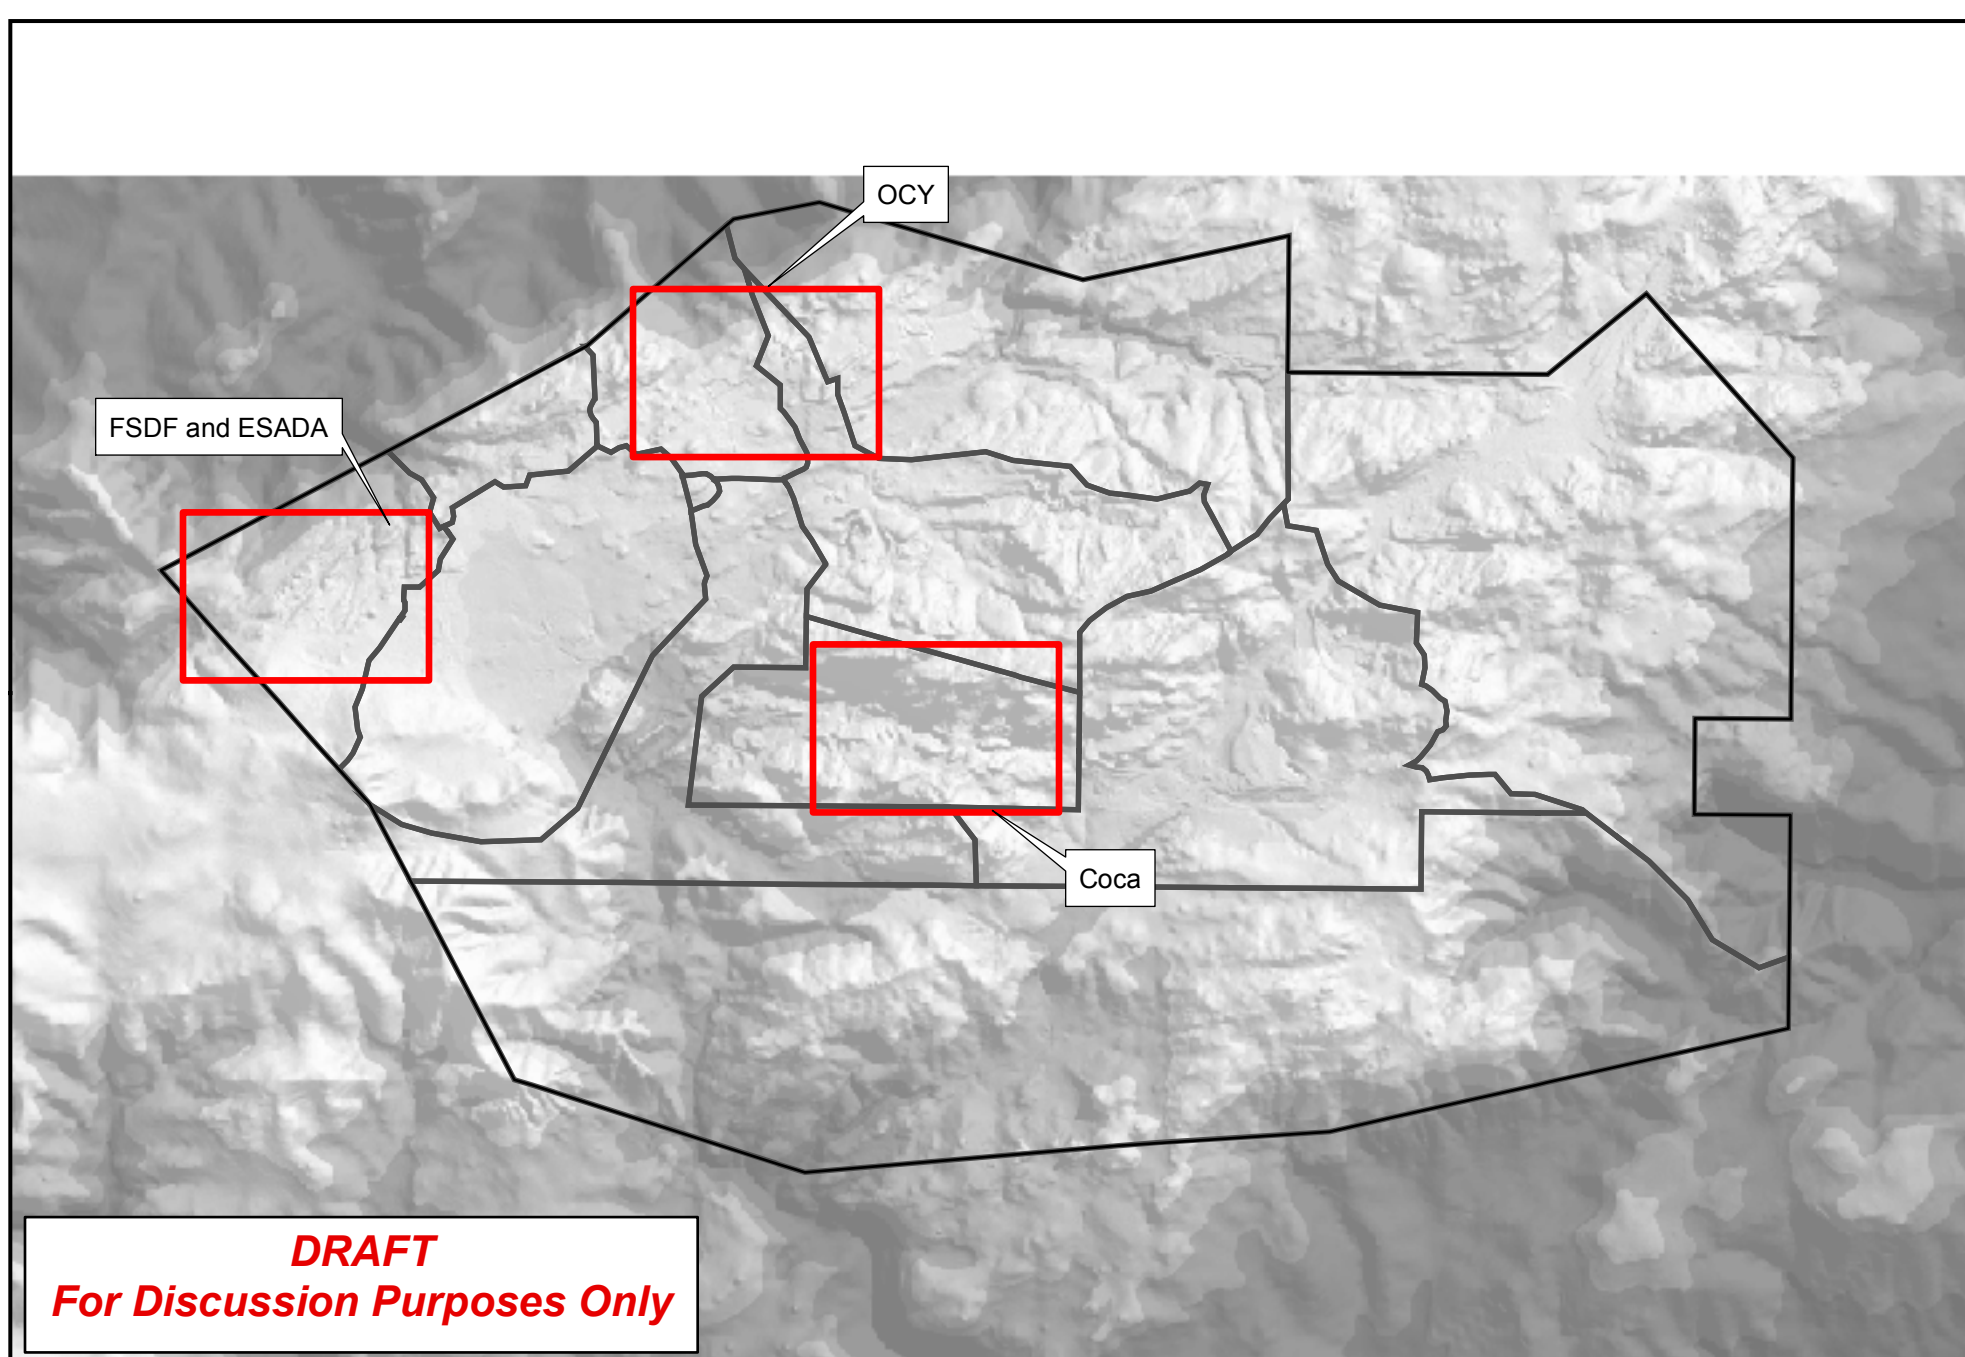 OCY
FSDF and ESADA
Coca
DRAFT
For Discussion Purposes Only